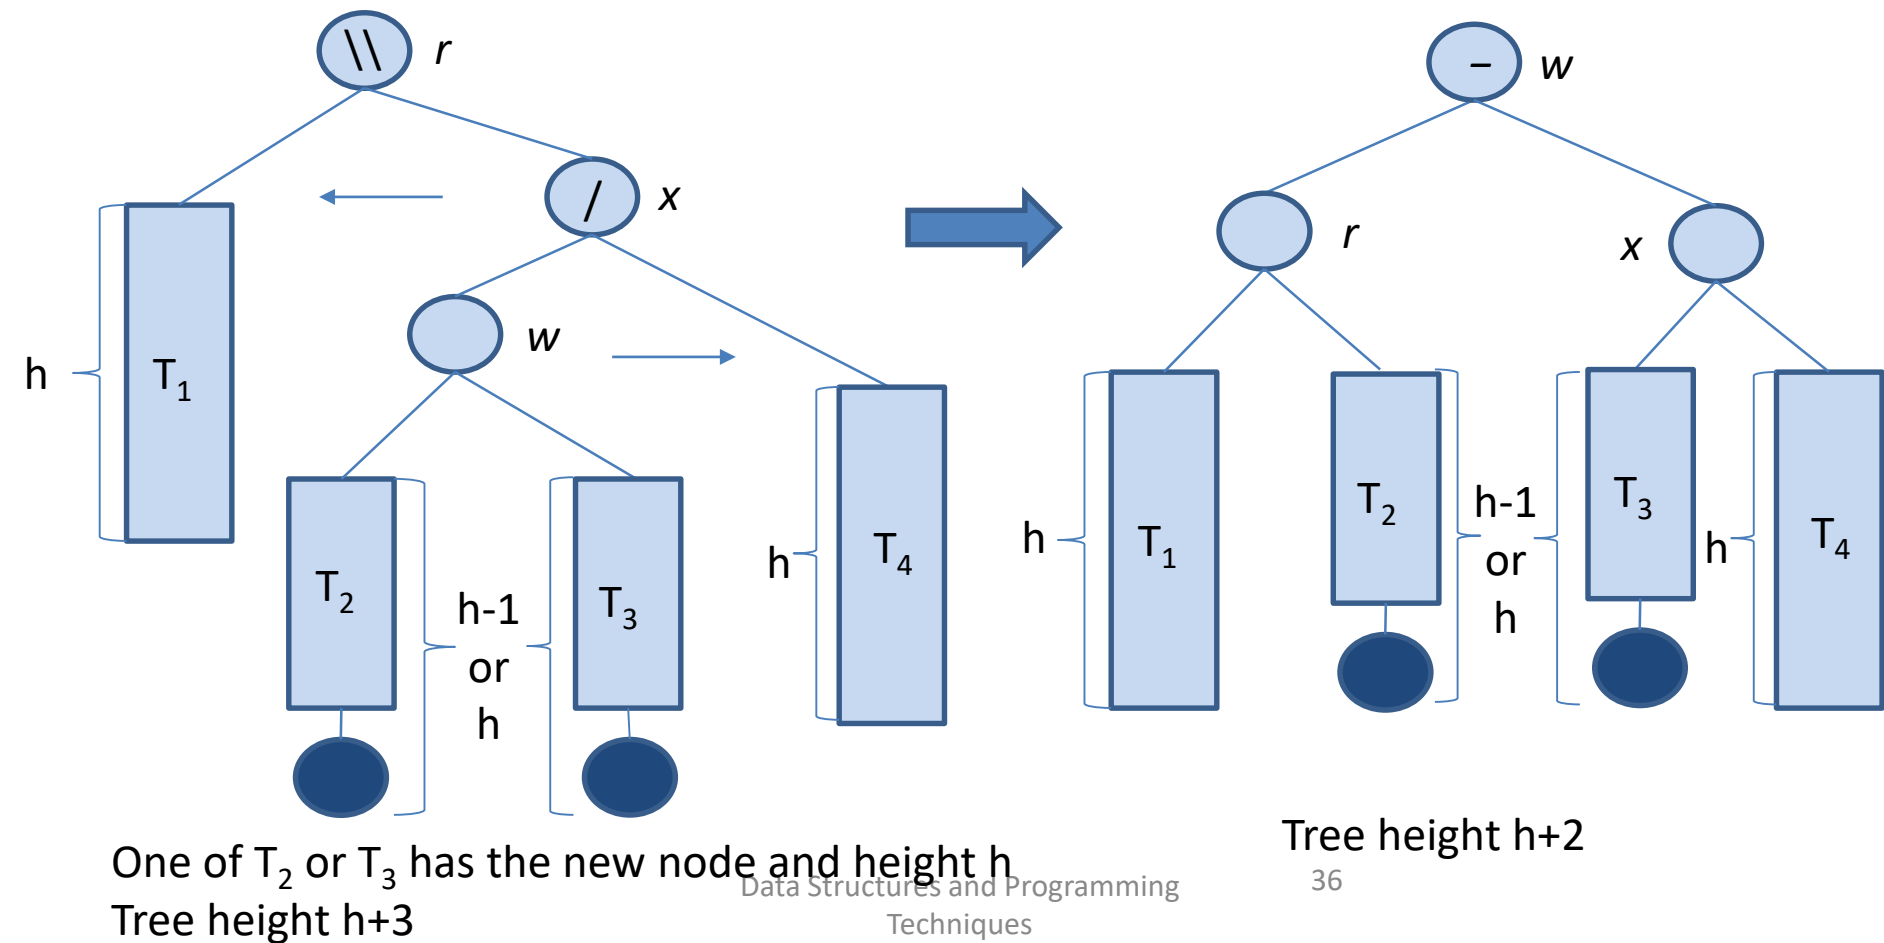 \\ r
– w
/ x
r
x
w
h
T1
h-1
or
h
T2
T3
h
T4
h
T1
T2
h-1
or
h
T3
h
T4
One of T2 or T3 has the new node and height h
Tree height h+3
Tree height h+2
Data Structures and Programming
Techniques
36